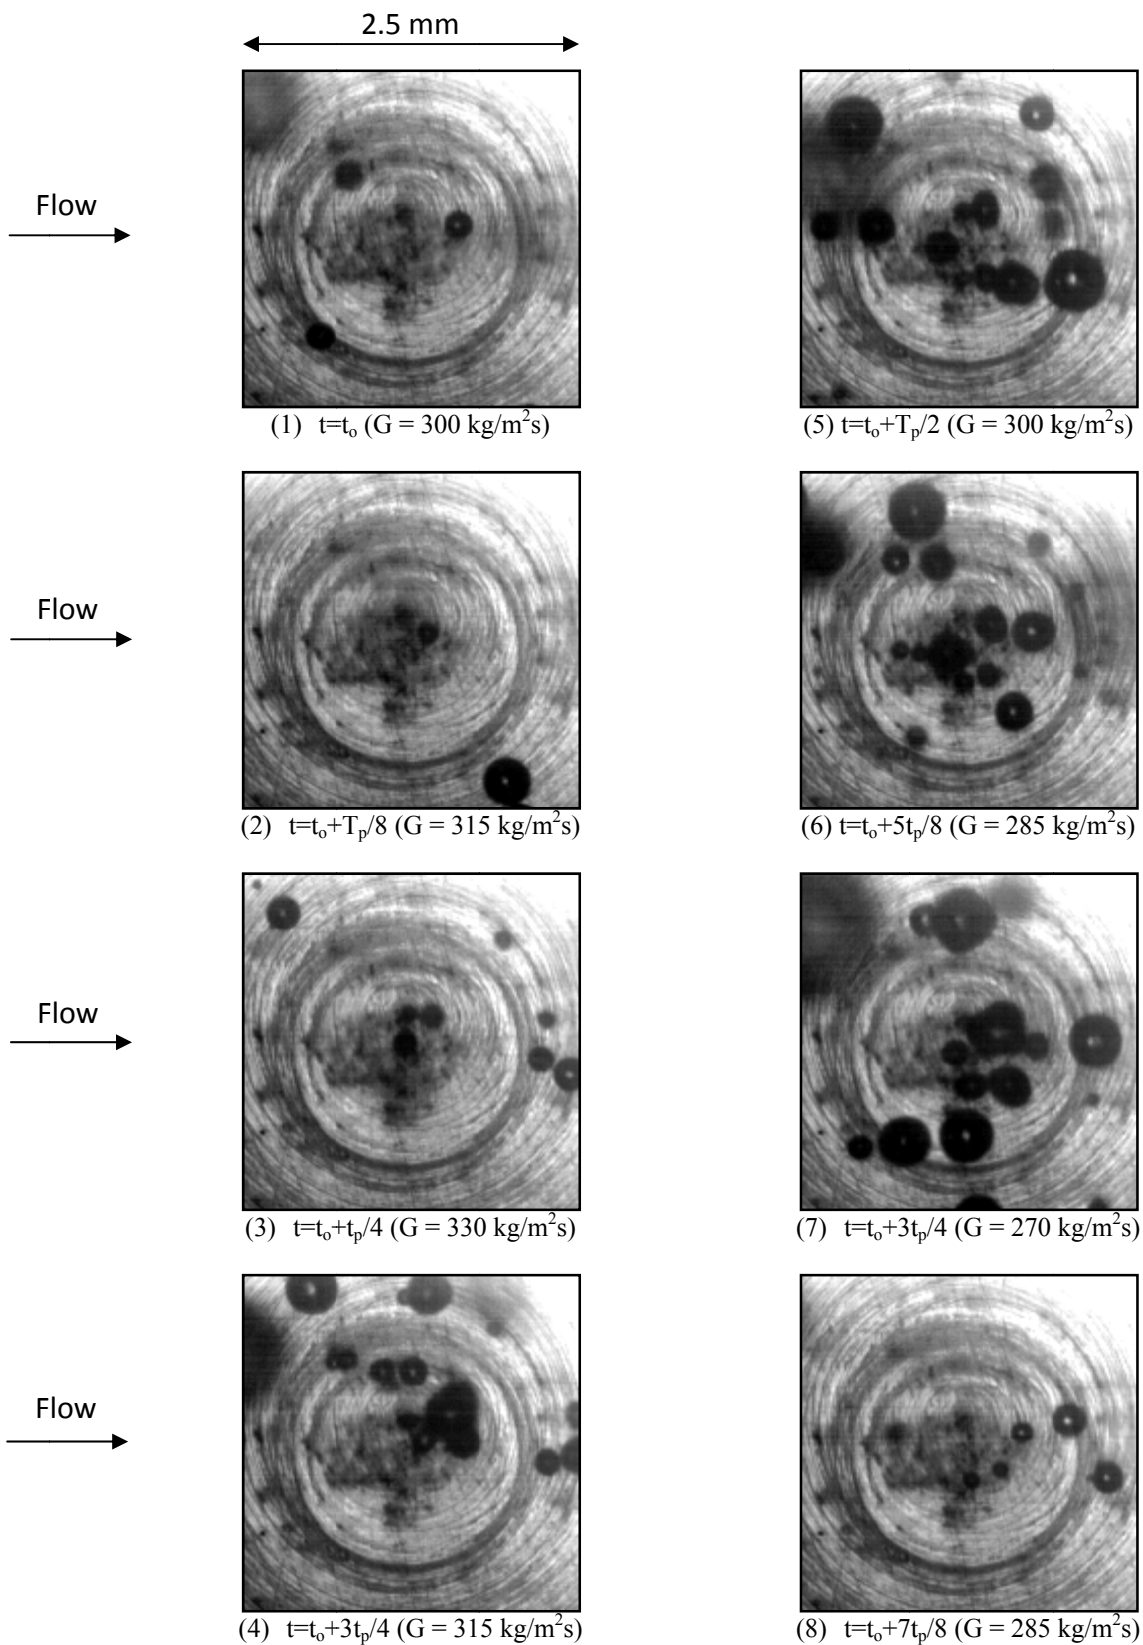 2.5 mm
Flow
(1) t=tₒ (G = 300 kg/m²s)
(5) t=tₒ+Tₚ/2 (G = 300 kg/m²s)
Flow
(2) t=tₒ+Tₚ/8 (G = 315 kg/m²s)
(6) t=tₒ+5tₚ/8 (G = 285 kg/m²s)
Flow
(3) t=tₒ+tₚ/4 (G = 330 kg/m²s)
(7) t=tₒ+3tₚ/4 (G = 270 kg/m²s)
Flow
(4) t=tₒ+3tₚ/4 (G = 315 kg/m²s)
(8) t=tₒ+7tₚ/8 (G = 285 kg/m²s)